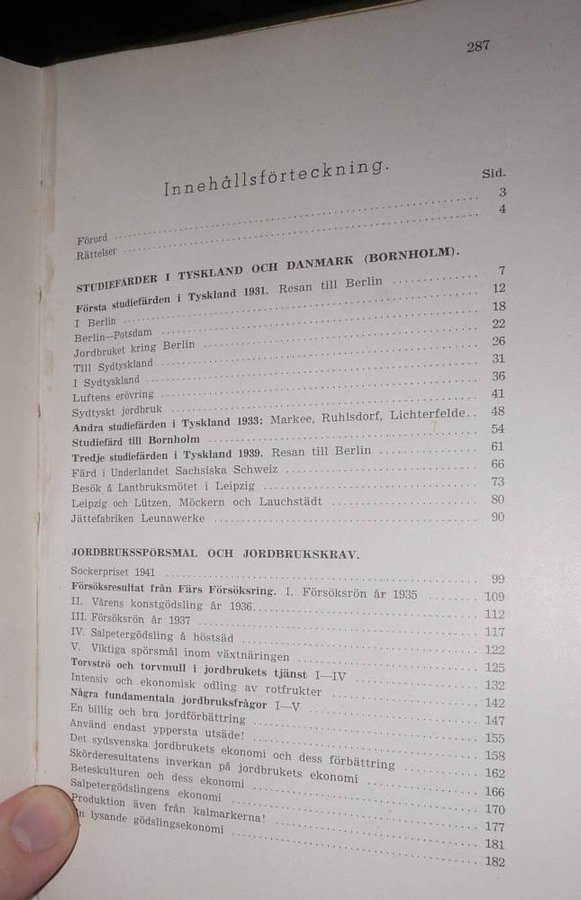 287
Innehållsförteckning.
Sid.
Förord 3
Rättelser 4
STUDIEFÄRDER I TYSKLAND OCH DANMARK (BORNHOLM).
Första studiefärden i Tyskland 1931. Resan till Berlin 7
I Berlin 12
Berlin—Potsdam 18
Jordbruket kring Berlin 22
Till Sydtyskland 26
I Sydtyskland 31
Luftens erövring 36
Sydtyskt jordbruk 41
Andra studiefärden i Tyskland 1933: Markee, Ruhlsdorf, Lichterfelde.. 48
Studiefärd till Bornholm 54
Tredje studiefärden i Tyskland 1939. Resan till Berlin 61
Färd i Underlandet Sachsiska Schweiz 66
Besök å Lantbruksmötet i Leipzig 73
Leipzig och Lützen, Möckern och Lauchstädt 80
Jättefabriken Leunawerke 90
JORDBRUKSSPÖRSMÅL OCH JORDBRUKSKRAV.
Sockerpriset 1941 99
Försöksresultat från Färs Försöksring. I. Försöksrön år 1935 109
II. Vårens konstgödsling år 1936 112
III. Försöksrön år 1937 117
IV. Salpetergödsling å höstsäd 122
V. Viktiga spörsmål inom växtnäringen 125
Torvströ och torvmull i jordbrukets tjänst I—IV 132
Intensiv och ekonomisk odling av rotfrukter 142
Några fundamentala jordbruksfrågor I—V 147
En billig och bra jordförbättring 155
Använd endast yppersta utsäde! 158
Det sydsvenska jordbrukets ekonomi och dess förbättring 162
Skörderesultatens inverkan på jordbrukets ekonomi 166
Beteskulturen och dess ekonomi 170
Salpetergödslingens ekonomi 177
Produktion även från kalmarkerna! 181
En lysande gödslingsekonomi 182